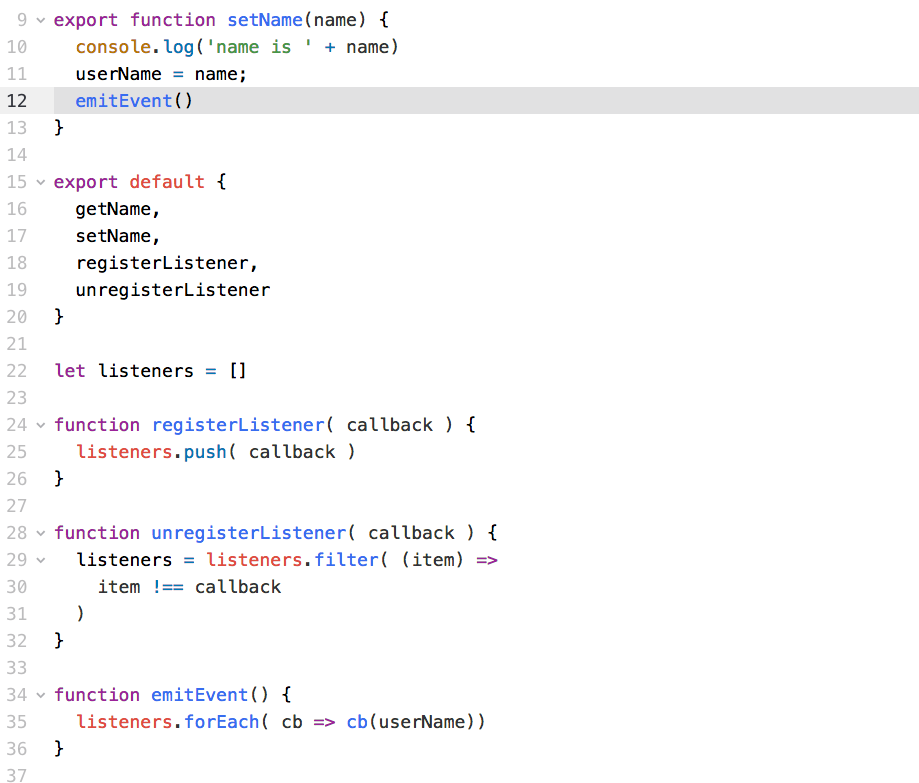 9 export function setName(name) {
10 console.log('name is ' + name)
11 userName = name;
12 emitEvent()
13 }
14
15 export default {
16 getName,
17 setName,
18 registerListener,
19 unregisterListener
20 }
21
22 let listeners = []
23
24 function registerListener( callback ) {
25 listeners.push( callback )
26 }
27
28 function unregisterListener( callback ) {
29 listeners = listeners.filter( (item) =>
30 item !== callback
31 )
32 }
33
34 function emitEvent() {
35 listeners.forEach( cb => cb(userName))
36 }
37